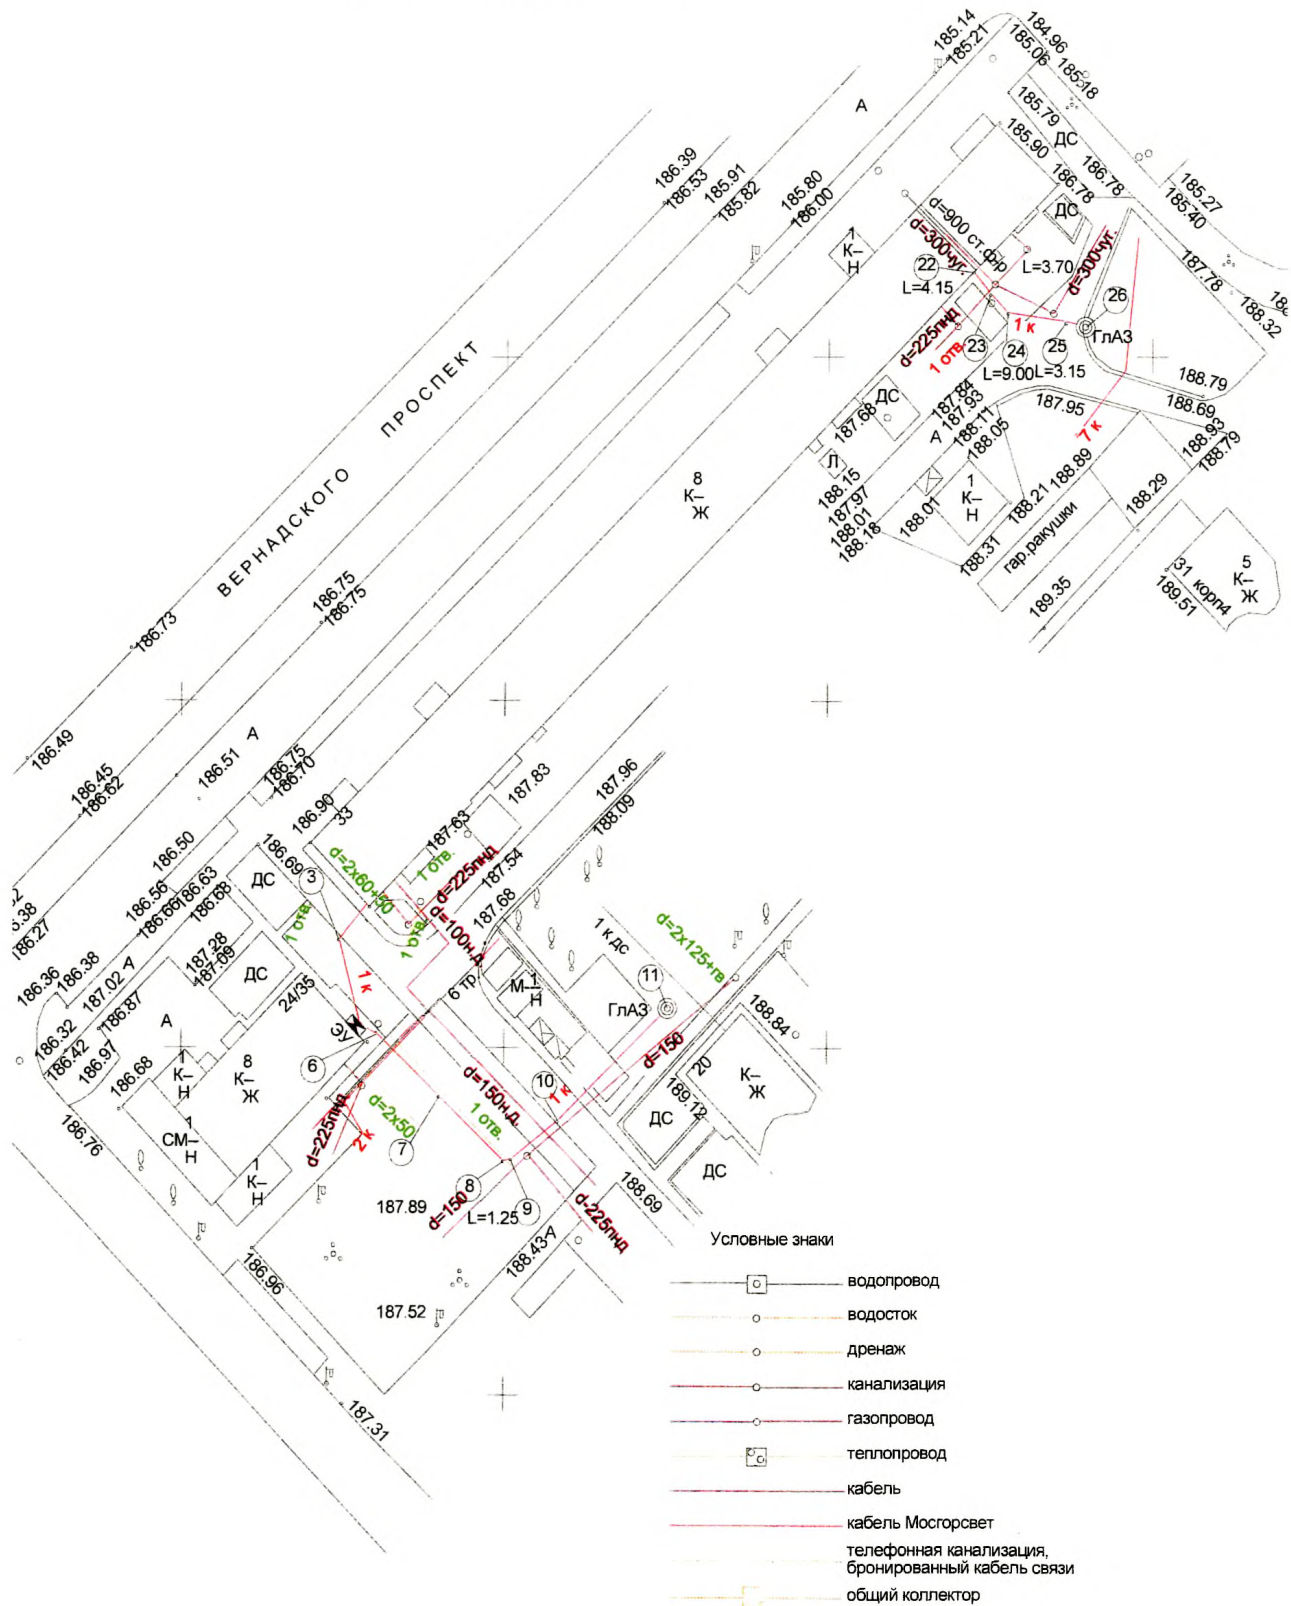 185.14
185.21
184.96
185.06
185.18
А
185.79
ДС
185.90
186.78
186.78
186.39
186.53
185.91
185.82
185.80
186.00
185.27
185.40
ДС
d=900 ст.ф-р
d=300чуг.
1
К–
Н
22
L=4.15
L=3.70
d=300чуг.
187.78
188.32
26
d=225пнд
1 отв.
1 к
ГлАЗ
23
24
25
L=9.00
L=3.15
ВЕРНАДСКОГО ПРОСПЕКТ
ДС
187.68
187.84
187.93
188.11
188.05
187.95
188.79
188.69
188.93
188.79
7 к
А
Л
8
К–
Ж
188.15
187.97
188.01
188.18
188.01
1
К–
Н
188.21
188.89
188.29
188.31
гар.ракушки
189.35
31 корп4
189.51
5
К–
Ж
186.73
186.75
186.75
186.49
А
186.51
186.75
186.70
186.45
186.62
187.96
188.09
187.83
186.90
33
187.63
186.50
186.69
d=2х60+50
1 отв.
d=225пнд
187.54
3
ДС
186.56
186.63
186.66
186.68
187.68
1 отв.
1 отв.
d=100н.д.
1 к дс
d=2х125+гв
186.27
187.28
187.09
ДС
24/35
1 к
6 тр.
М–
1
Н
11
ГлАЗ
186.36
186.38
187.02
А
186.87
А
186.32
186.42
186.97
186.68
ЗУ
6
188.84
20
К–
Ж
d=150
10
1 к
189.12
ДС
ДС
1
К–
Н
8
К–
Ж
d=150н.д.
1 отв.
d=2х50
7
d=225пнд
2 к
186.76
1
СМ–
Н
1
К–
Н
187.89
8
d=150
L=1.25
9
d-225пнд
188.69
188.43
А
186.96
187.52
187.31
Условные знаки
водопровод
водосток
дренаж
канализация
газопровод
теплопровод
кабель
кабель Мосгорсвет
телефонная канализация,
бронированный кабель связи
общий коллектор